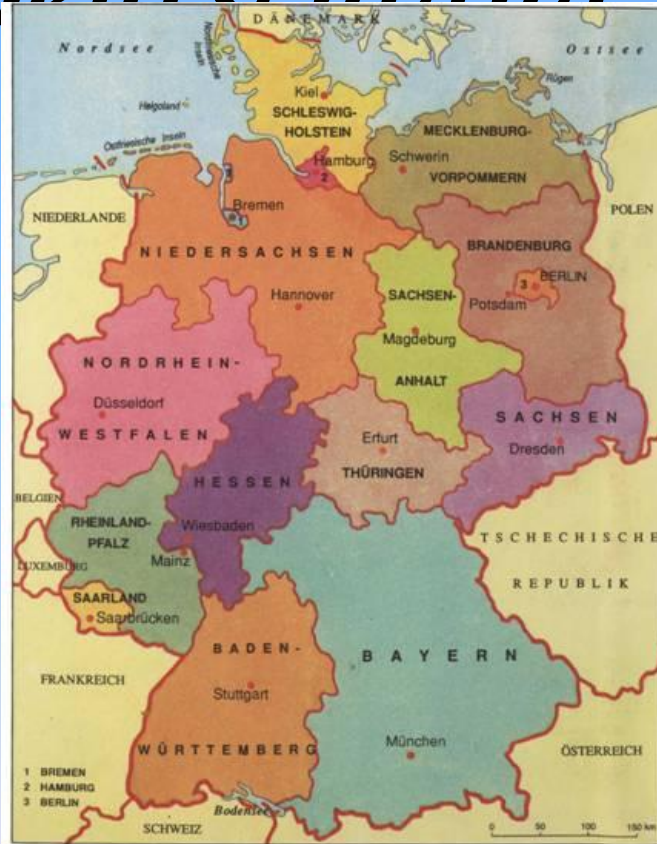 DÄNEMARK
Nordsee
Ostsee
Nordfriesische
Inseln
Rügen
Kiel
Helgoland
SCHLESWIG-
HOLSTEIN
MECKLENBURG-
Ostfriesische Inseln
Hamburg
2
Schwerin
VORPOMMERN
1
Bremen
1
NIEDERLANDE
POLEN
NIEDERSACHSEN
BRANDENBURG
BERLIN
3
Hannover
SACHSEN-
Potsdam
Magdeburg
NORDRHEIN-
ANHALT
Düsseldorf
SACHSEN
WESTFALEN
Erfurt
Dresden
THÜRINGEN
HESSEN
BELGIEN
RHEINLAND-
PFALZ
Wiesbaden
TSCHECHISCHE
Mainz
LUXEMBURG
REPUBLIK
SAARLAND
Saarbrücken
BADEN-
BAYERN
FRANKREICH
Stuttgart
München
WÜRTTEMBERG
ÖSTERREICH
1 BREMEN
2 HAMBURG
3 BERLIN
Bodensee
SCHWEIZ
0 50 100 150 km